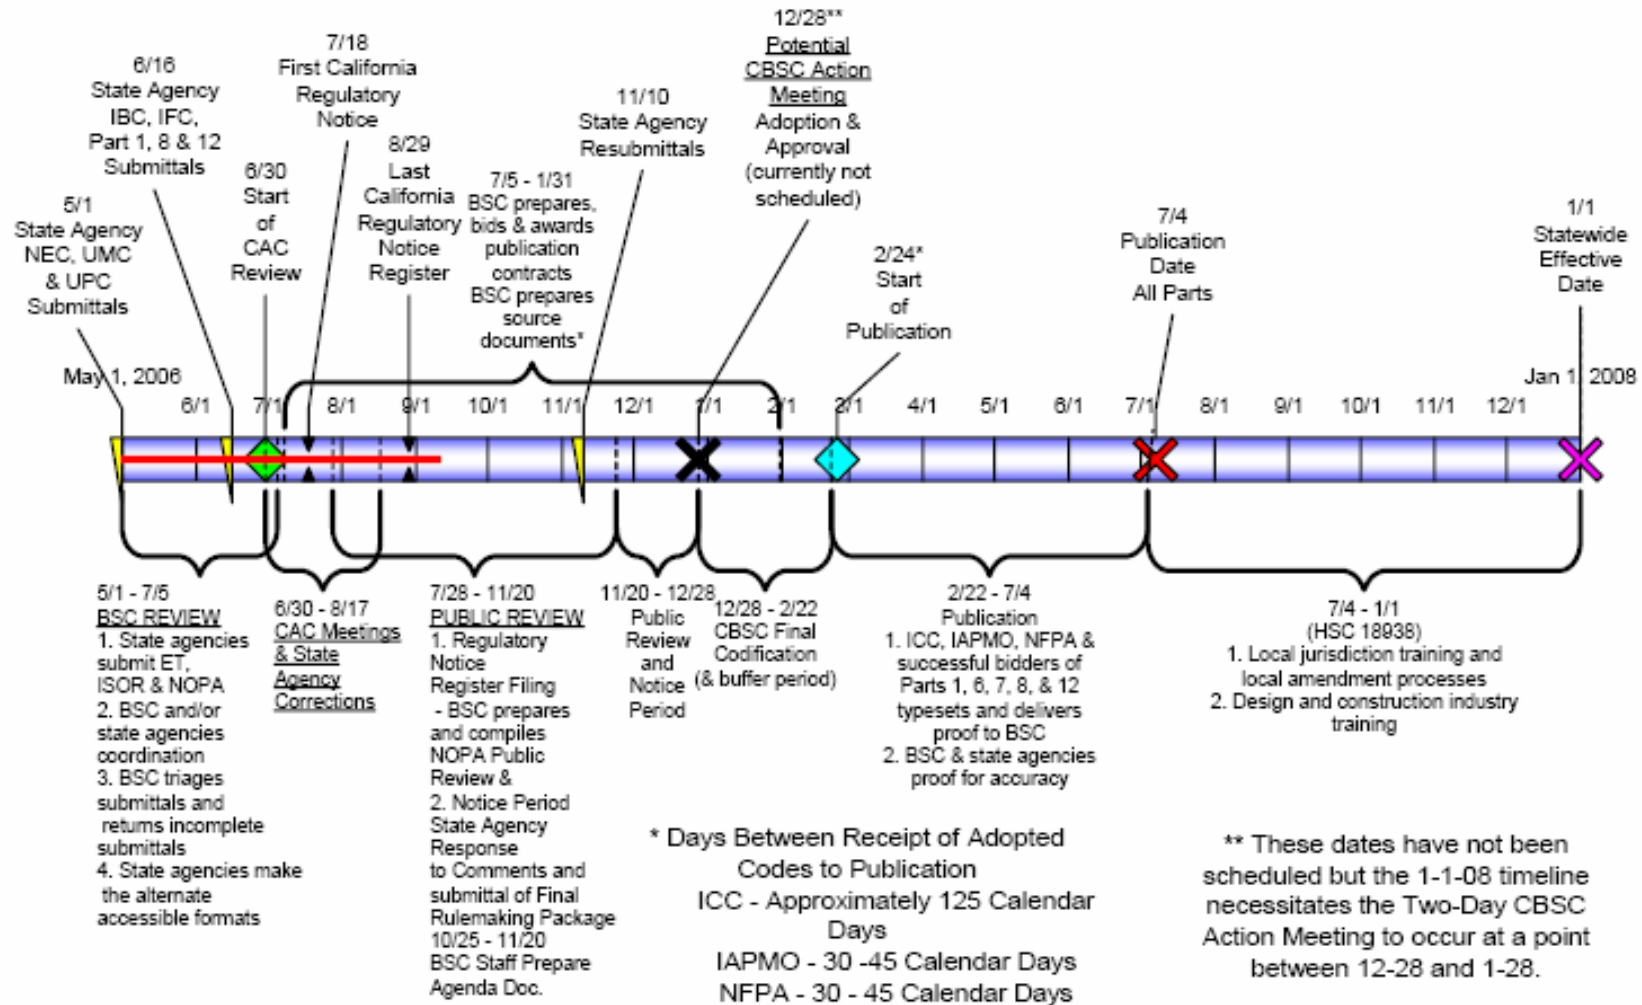 5/1
State Agency
NEC, UMC
& UPC
Submittals
6/16
State Agency
IBC, IFC,
Part 1, 8 & 12
Submittals
6/30
Start
of
CAC
Review
7/18
First California
Regulatory
Notice
8/29
Last
California
Regulatory
Notice
Register
7/5 - 1/31
BSC prepares,
bids & awards
publication
contracts
BSC prepares
source
documents*
11/10
State Agency
Resubmittals
12/28**
Potential
CBSC Action
Meeting
Adoption &
Approval
(currently not
scheduled)
2/24*
Start
of
Publication
7/4
Publication
Date
All Parts
1/1
Statewide
Effective
Date
May 1, 2006
Jan 1, 2008
6/1
7/1
8/1
9/1
10/1
11/1
12/1
1/1
2/1
3/1
4/1
5/1
6/1
7/1
8/1
9/1
10/1
11/1
12/1
5/1 - 7/5
BSC REVIEW
1. State agencies
submit ET,
ISOR & NOPA
2. BSC and/or
state agencies
coordination
3. BSC triages
submittals and
returns incomplete
submittals
4. State agencies make
the alternate
accessible formats
6/30 - 8/17
CAC Meetings
& State
Agency
Corrections
7/28 - 11/20
PUBLIC REVIEW
1. Regulatory
Notice
Register Filing
- BSC prepares
and compiles
NOPA Public
Review &
2. Notice Period
State Agency
Response
to Comments and
submittal of Final
Rulemaking Package
10/25 - 11/20
BSC Staff Prepare
Agenda Doc.
11/20 - 12/28
Public
Review
and
Notice
Period
12/28 - 2/22
CBSC Final
Codification
(& buffer period)
2/22 - 7/4
Publication
1. ICC, IAPMO, NFPA &
successful bidders of
Parts 1, 6, 7, 8, & 12
typesets and delivers
proof to BSC
2. BSC & state agencies
proof for accuracy
7/4 - 1/1
(HSC 18938)
1. Local jurisdiction training and
local amendment processes
2. Design and construction industry
training
* Days Between Receipt of Adopted
Codes to Publication
ICC - Approximately 125 Calendar
Days
IAPMO - 30 -45 Calendar Days
NFPA - 30 - 45 Calendar Days
** These dates have not been
scheduled but the 1-1-08 timeline
necessitates the Two-Day CBSC
Action Meeting to occur at a point
between 12-28 and 1-28.